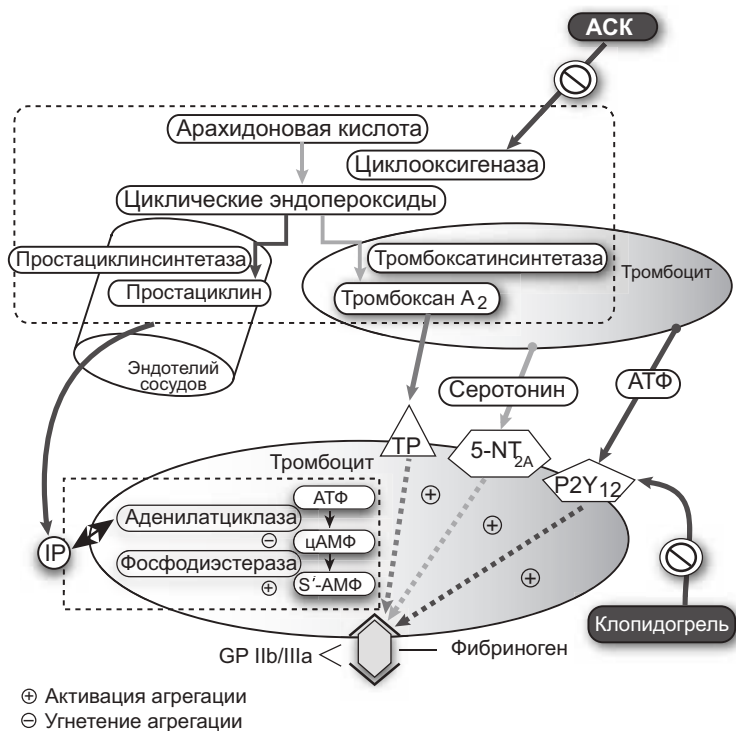 АСК
Арахидоновая кислота
Циклооксигеназа
Циклические эндопероксиды
Простациклинсинтетаза
Тромбоксатинсинтетаза
Тромбоцит
Простациклин
Тромбоксан А2
Эндотелий
сосудов
Серотонин
АТФ
TP
5-NT2A
P2Y12
Тромбоцит
АТФ
Аденилатциклаза
цАМФ
IP
Фосфодиэстераза
S'-АМФ
Клопидогрель
GP IIb/IIIa
Фибриноген
⊕ Активация агрегации
⊖ Угнетение агрегации